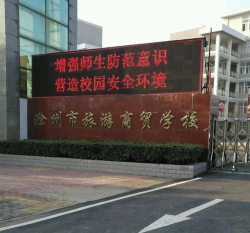 增强师生防范意识
营造校园安全环境
滁州市旅游商贸学校